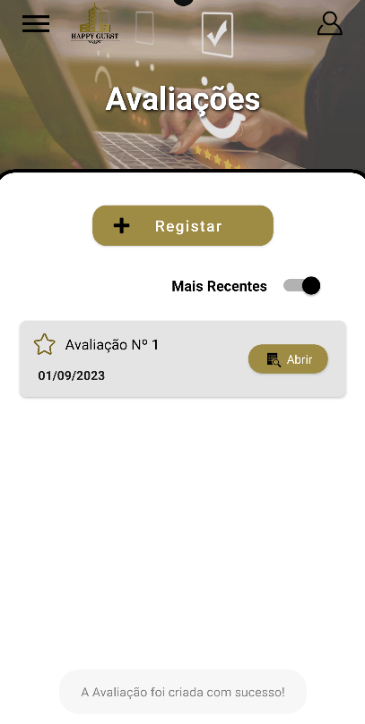 HAPPY GUEST
Avaliações
Registar
Mais Recentes
Avaliação Nº 1
01/09/2023
Abrir
A Avaliação foi criada com sucesso!